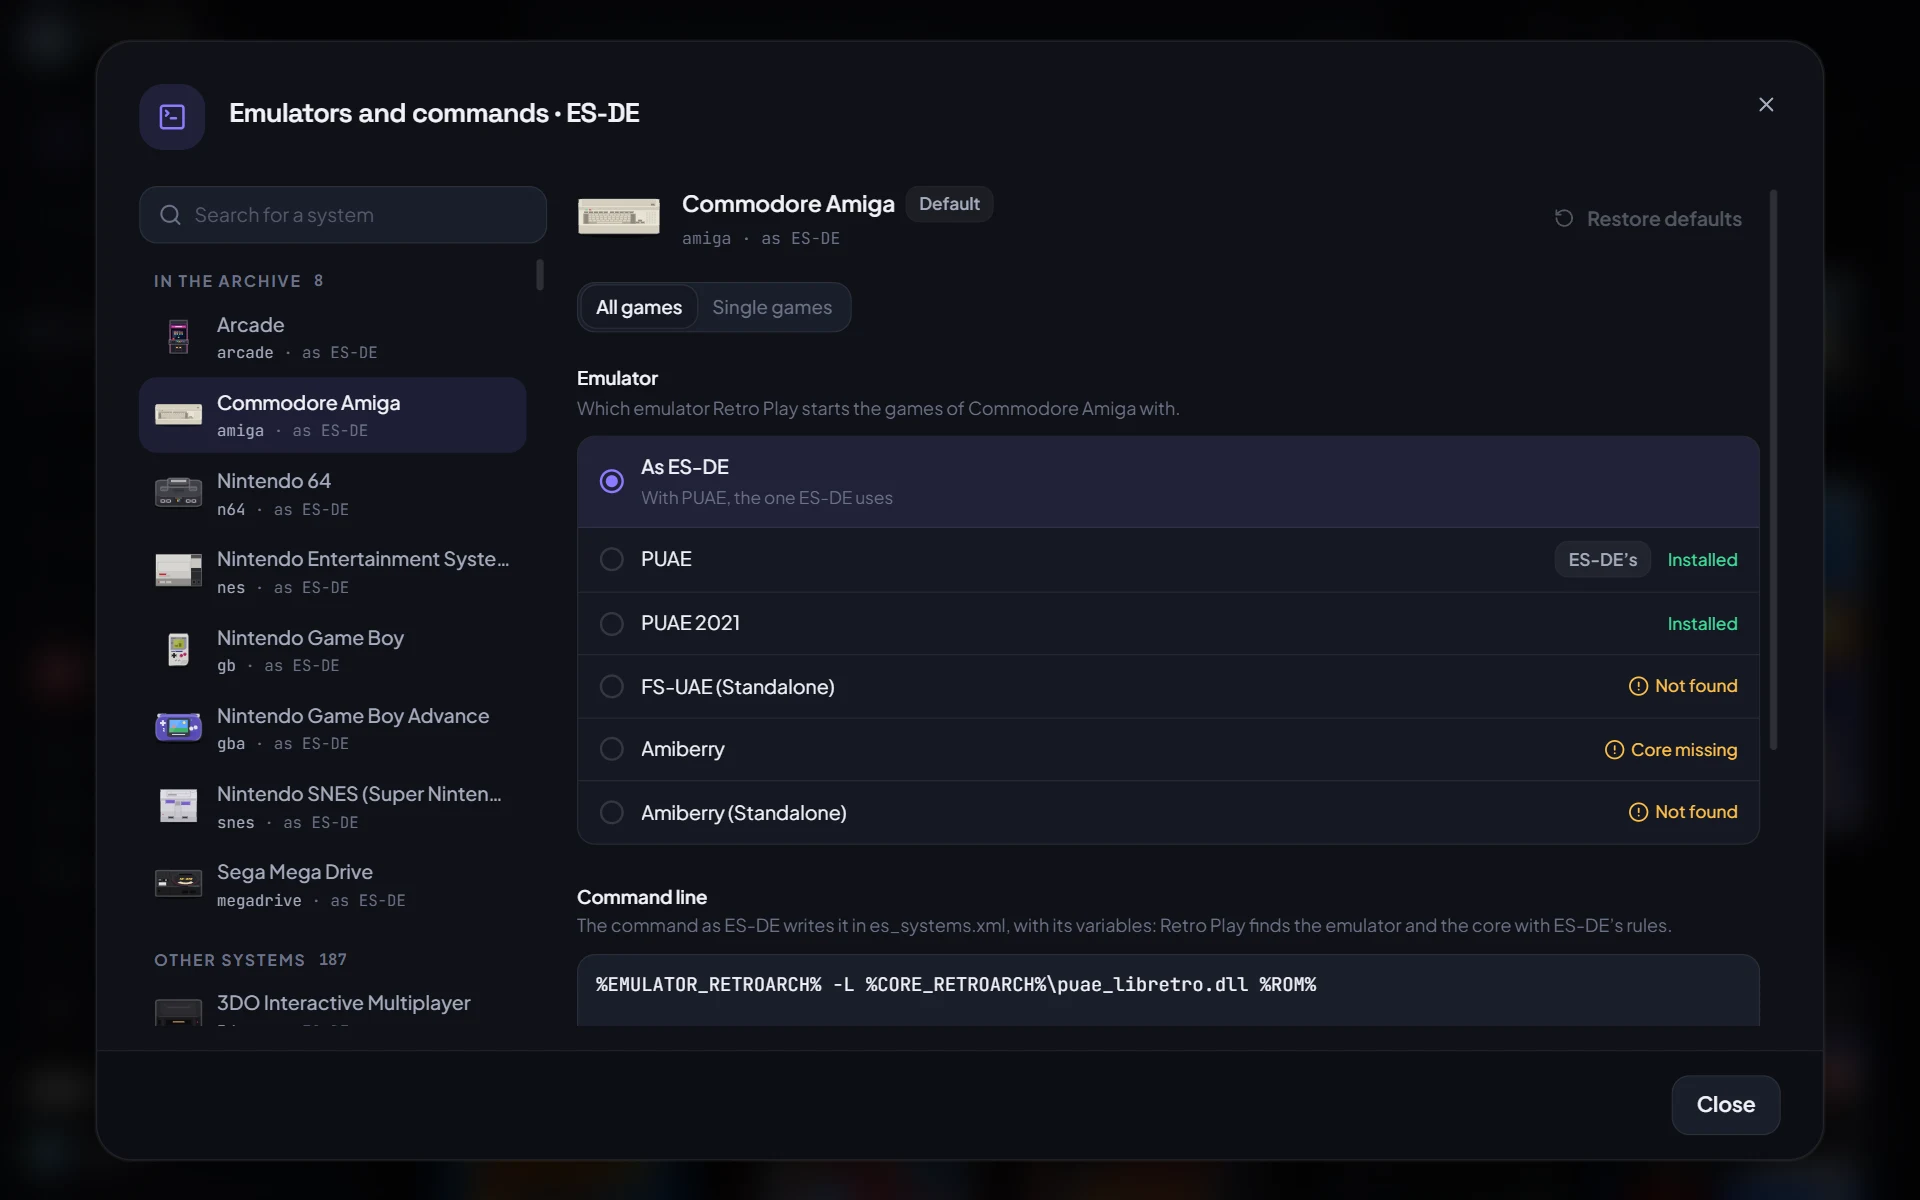 Emulators and commands · ES-DE
Search for a system
IN THE ARCHIVE 8
Arcade
arcade · as ES-DE
Commodore Amiga
amiga · as ES-DE
Nintendo 64
n64 · as ES-DE
Nintendo Entertainment Syste…
nes · as ES-DE
Nintendo Game Boy
gb · as ES-DE
Nintendo Game Boy Advance
gba · as ES-DE
Nintendo SNES (Super Ninten…
snes · as ES-DE
Sega Mega Drive
megadrive · as ES-DE
OTHER SYSTEMS 187
3DO Interactive Multiplayer
Commodore Amiga Default
amiga · as ES-DE
Restore defaults
All games Single games
Emulator
Which emulator Retro Play starts the games of Commodore Amiga with.
As ES-DE
With PUAE, the one ES-DE uses
PUAE ES-DE’s Installed
PUAE 2021 Installed
FS-UAE (Standalone) Not found
Amiberry Core missing
Amiberry (Standalone) Not found
Command line
The command as ES-DE writes it in es_systems.xml, with its variables: Retro Play finds the emulator and the core with ES-DE’s rules.
%EMULATOR_RETROARCH% -L %CORE_RETROARCH%\puae_libretro.dll %ROM%
Close